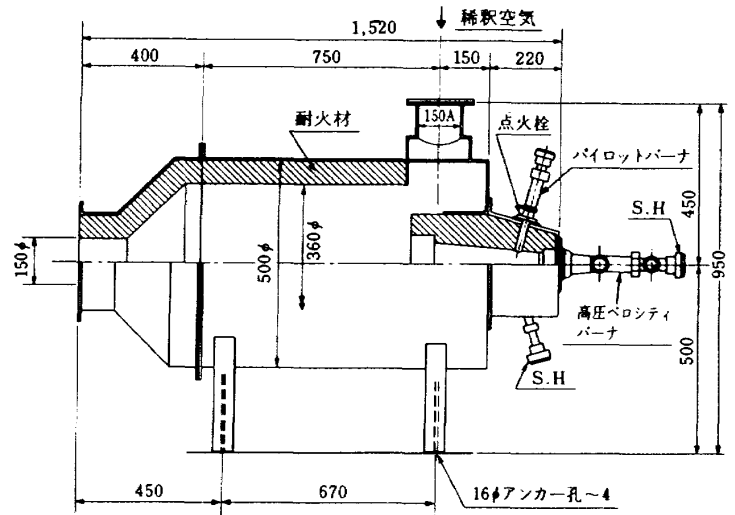 稀釈空気
1,520
400
750
150
220
耐火材
150A
点火栓
パイロットバーナ
S.H
450
950
150φ
500φ
360φ
高圧ベロシティ
バーナ
500
S.H
450
670
16φアンカー孔～4